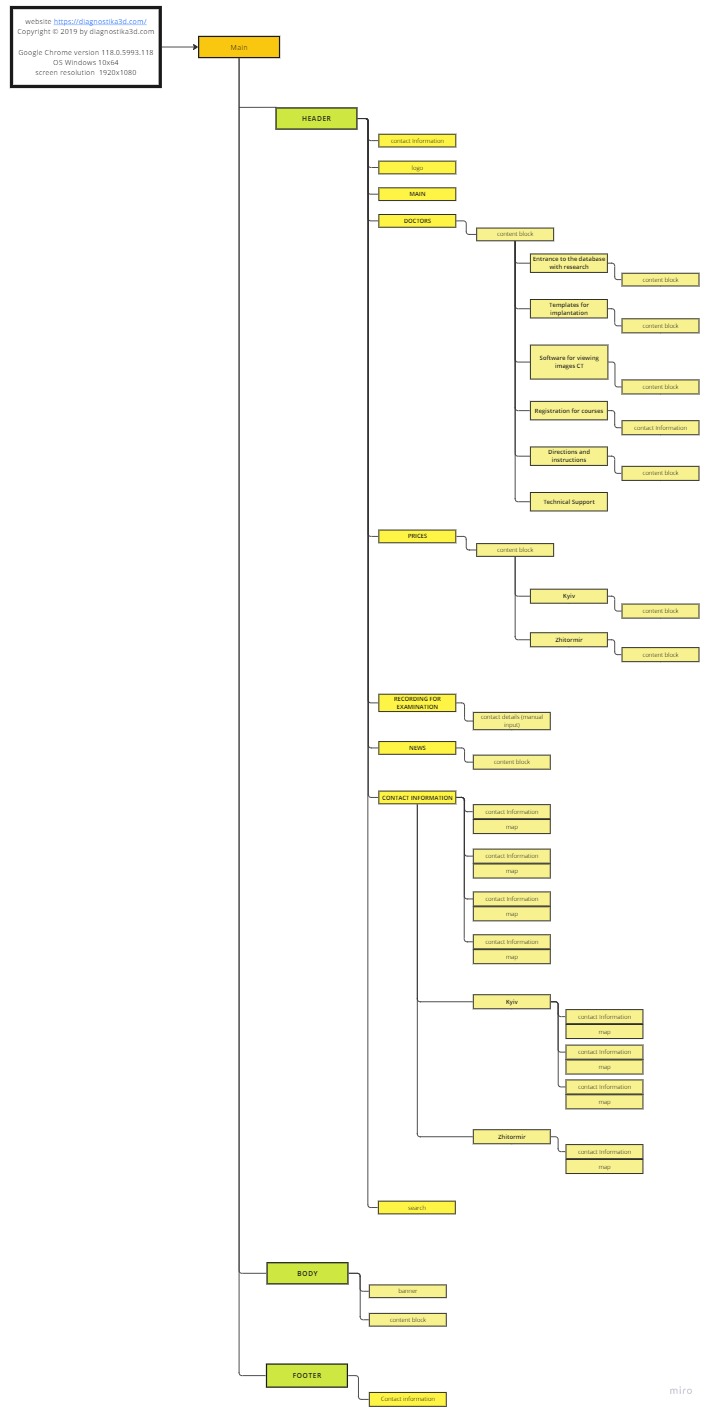 website https://diagnostika3d.com/
Copyright © 2019 by diagnostika3d.com
Google Chrome version 118.0.5993.118
OS Windows 10x64
screen resolution 1920x1080
Main
HEADER
contact information
logo
MAIN
DOCTORS
content block
Entrance to the database
with research
content block
Templates for
implantation
content block
Software for viewing
images CT
content block
Registration for courses
contact information
Directions and
instructions
content block
Technical Support
PRICES
content block
Kyiv
content block
Zhitormir
content block
RECORDING FOR
EXAMINATION
contact details (manual
input)
NEWS
content block
CONTACT INFORMATION
contact information
map
contact information
map
contact information
map
contact information
map
Kyiv
contact information
map
contact information
map
contact information
map
Zhitormir
contact information
map
search
BODY
banner
content block
FOOTER
Contact information
miro